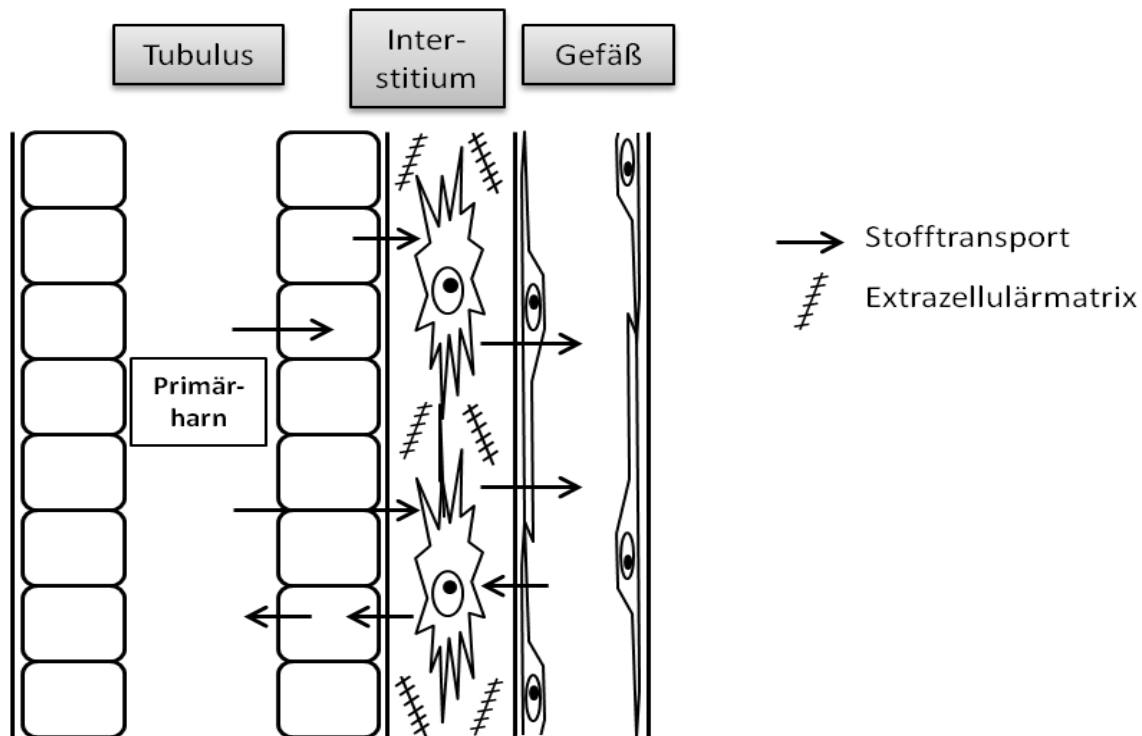 Tubulus
Inter-
stitium
Gefäß
Stofftransport
Extrazellulärmatrix
Primär-
harn